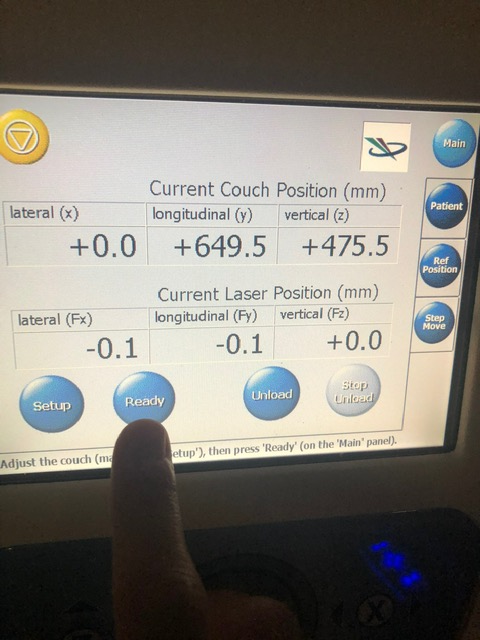 Main
Current Couch Position (mm)
lateral (x) longitudinal (y) vertical (z)
+0.0 +649.5 +475.5
Patient
Ref
Position
Step
Move
Current Laser Position (mm)
lateral (Fx) longitudinal (Fy) vertical (Fz)
-0.1 -0.1 +0.0
Setup Ready Unload Stop
Unload
Adjust the couch (ma etup'), then press 'Ready' (on the 'Main' panel).
X